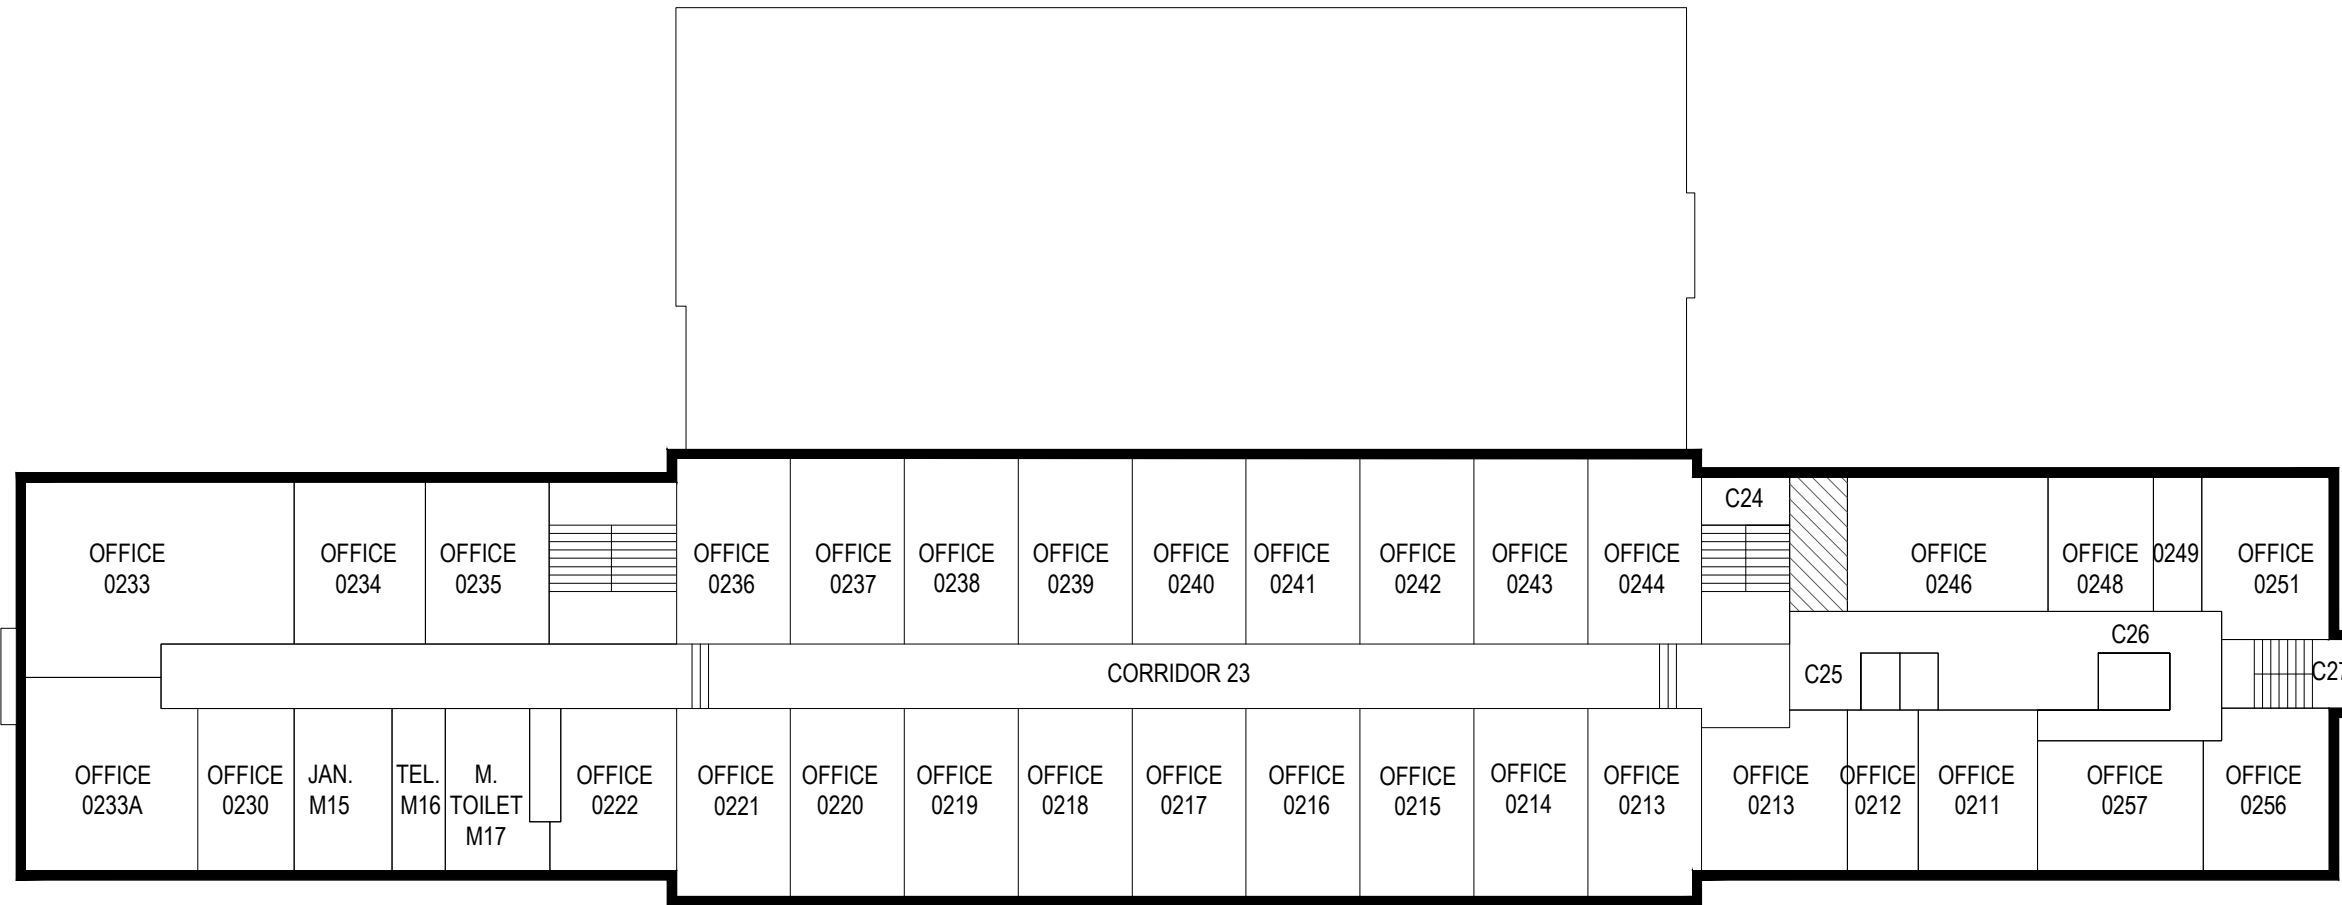 C24
OFFICE
0233
OFFICE
0234
OFFICE
0235
OFFICE
0236
OFFICE
0237
OFFICE
0238
OFFICE
0239
OFFICE
0240
OFFICE
0241
OFFICE
0242
OFFICE
0243
OFFICE
0244
OFFICE
0246
OFFICE
0248
0249
OFFICE
0251
C26
CORRIDOR 23
C25
C27
OFFICE
0233A
OFFICE
0230
JAN.
M15
TEL.
M16
M.
TOILET
M17
OFFICE
0222
OFFICE
0221
OFFICE
0220
OFFICE
0219
OFFICE
0218
OFFICE
0217
OFFICE
0216
OFFICE
0215
OFFICE
0214
OFFICE
0213
OFFICE
0213
OFFICE
0212
OFFICE
0211
OFFICE
0257
OFFICE
0256